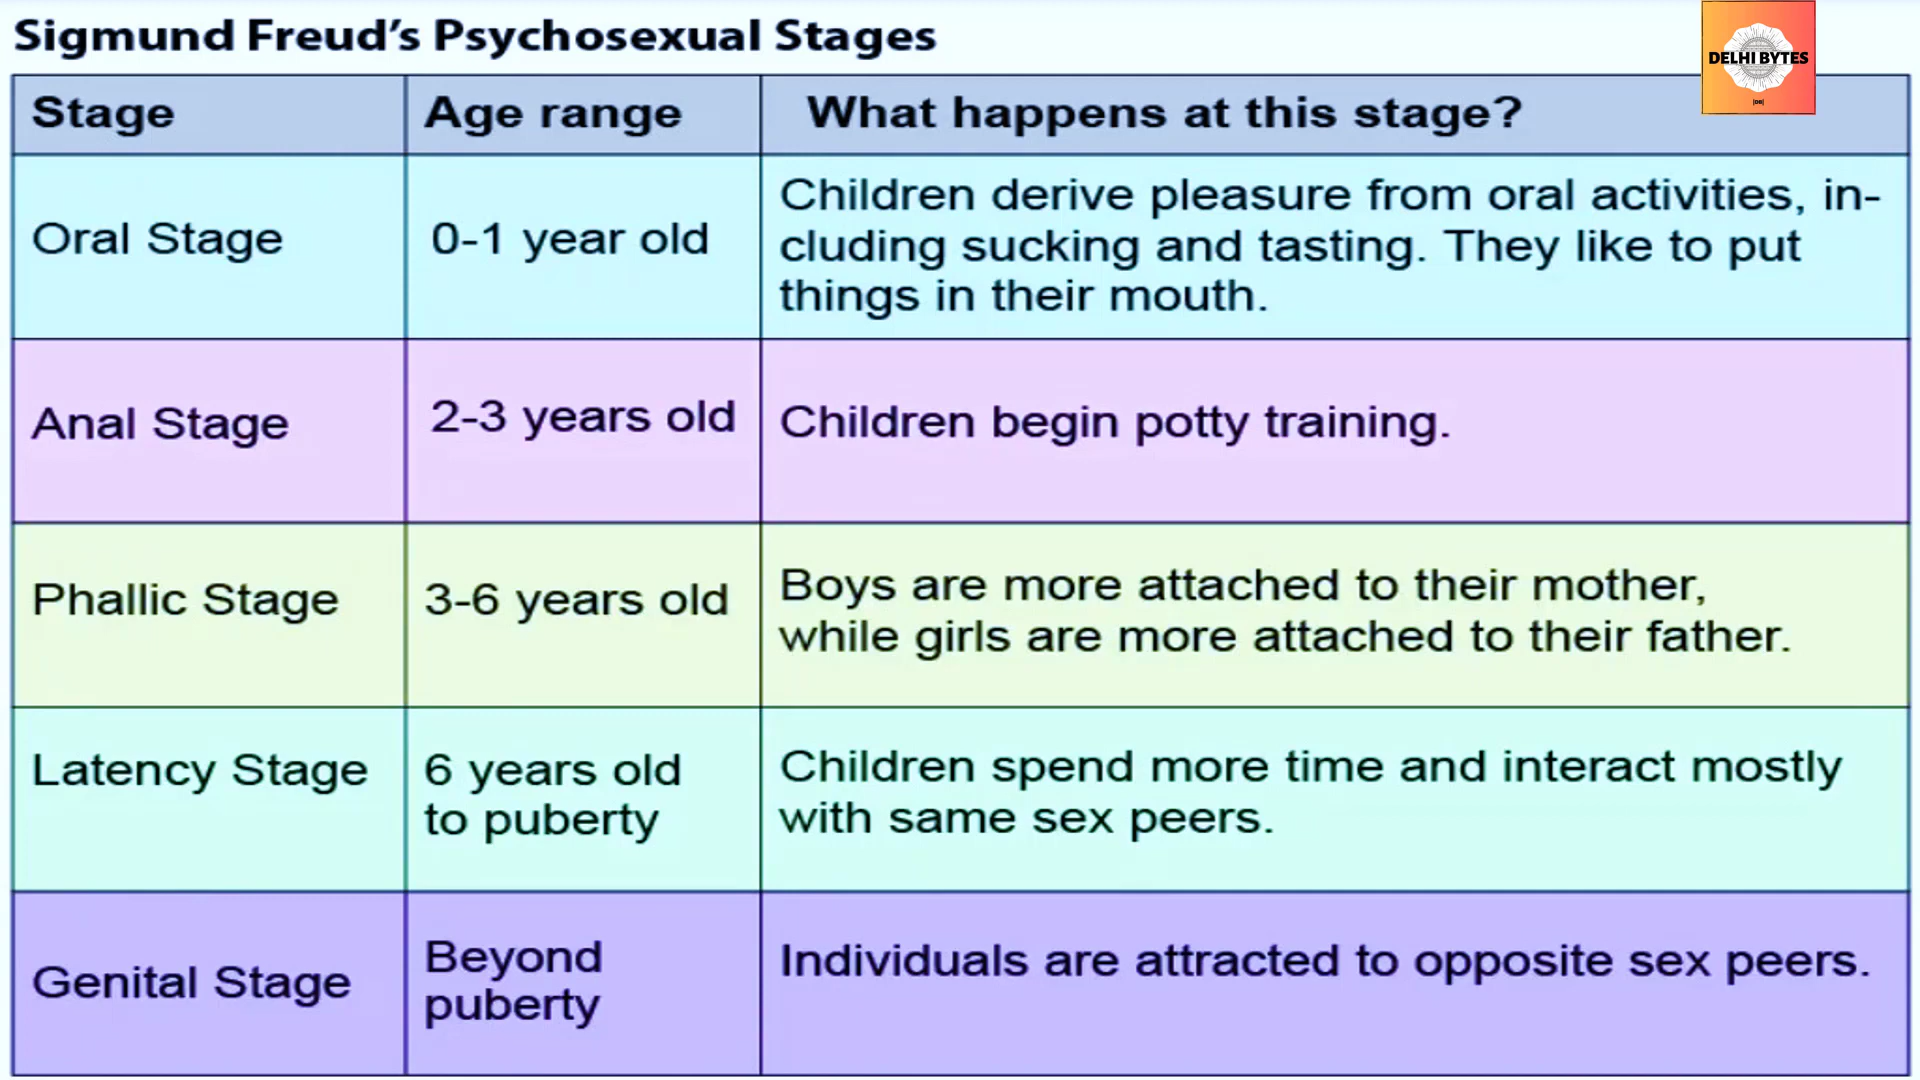 Sigmund Freud's Psychosexual Stages
DELHI BYTES
|DB|
Stage
Age range
What happens at this stage?
Oral Stage
0-1 year old
Children derive pleasure from oral activities, in-
cluding sucking and tasting. They like to put
things in their mouth.
Anal Stage
2-3 years old
Children begin potty training.
Phallic Stage
3-6 years old
Boys are more attached to their mother,
while girls are more attached to their father.
Latency Stage
6 years old
to puberty
Children spend more time and interact mostly
with same sex peers.
Genital Stage
Beyond
puberty
Individuals are attracted to opposite sex peers.